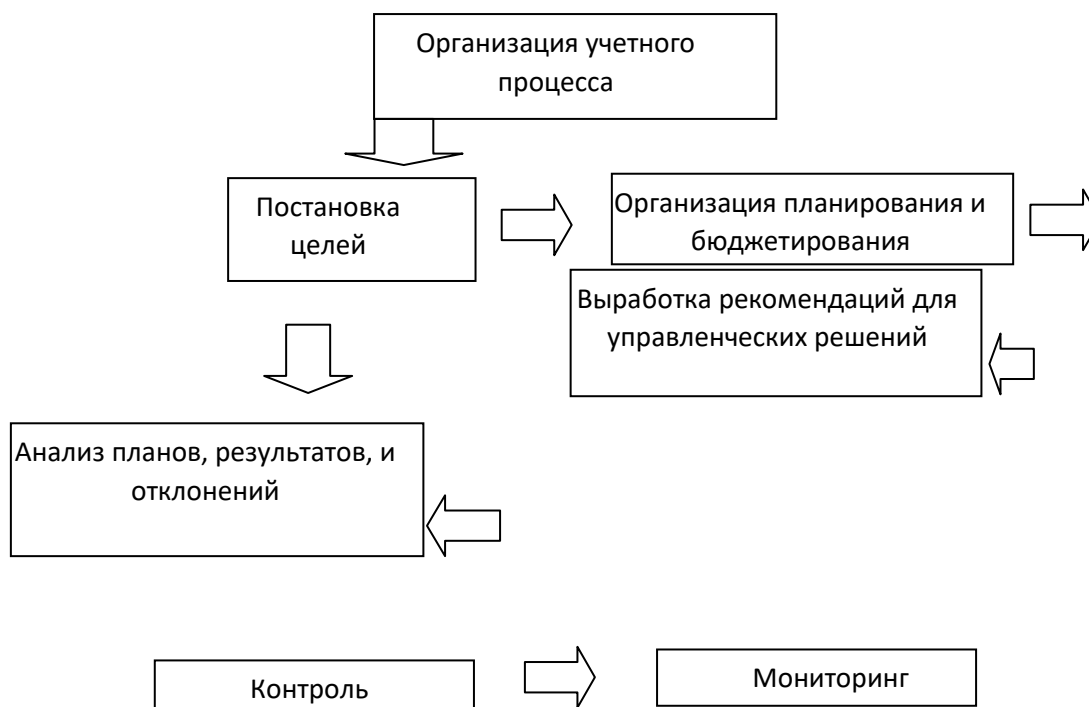 Организация учетного
процесса
Постановка
целей
Организация планирования и
бюджетирования
Выработка рекомендаций для
управленческих решений
Анализ планов, результатов, и
отклонений
Контроль
Мониторинг